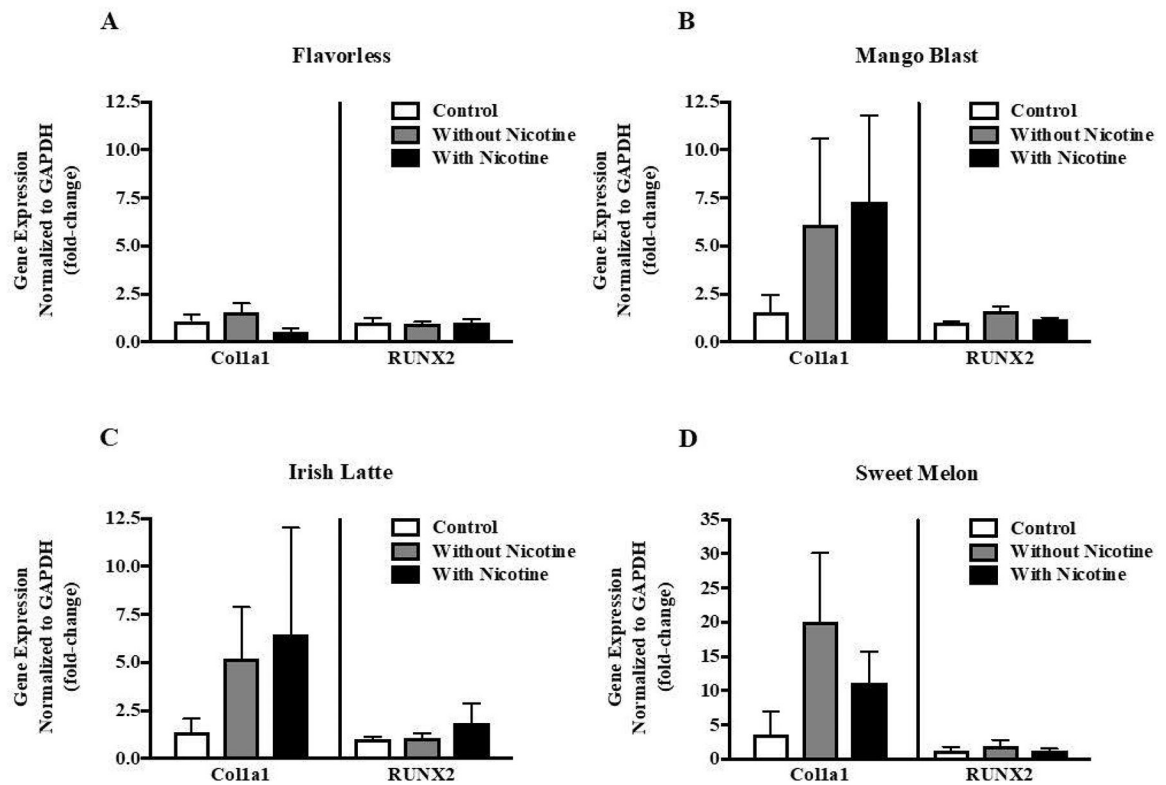 A
Flavorless
Gene Expression
Normalized to GAPDH
(fold-change)
12.5
10.0
7.5
5.0
2.5
0.0
Control
Without Nicotine
With Nicotine
Col1a1
RUNX2
B
Mango Blast
Gene Expression
Normalized to GAPDH
(fold-change)
12.5
10.0
7.5
5.0
2.5
0.0
Control
Without Nicotine
With Nicotine
Col1a1
RUNX2
C
Irish Latte
Gene Expression
Normalized to GAPDH
(fold-change)
12.5
10.0
7.5
5.0
2.5
0.0
Control
Without Nicotine
With Nicotine
Col1a1
RUNX2
D
Sweet Melon
Gene Expression
Normalized to GAPDH
(fold-change)
35
30
25
20
15
10
5
0
Control
Without Nicotine
With Nicotine
Col1a1
RUNX2